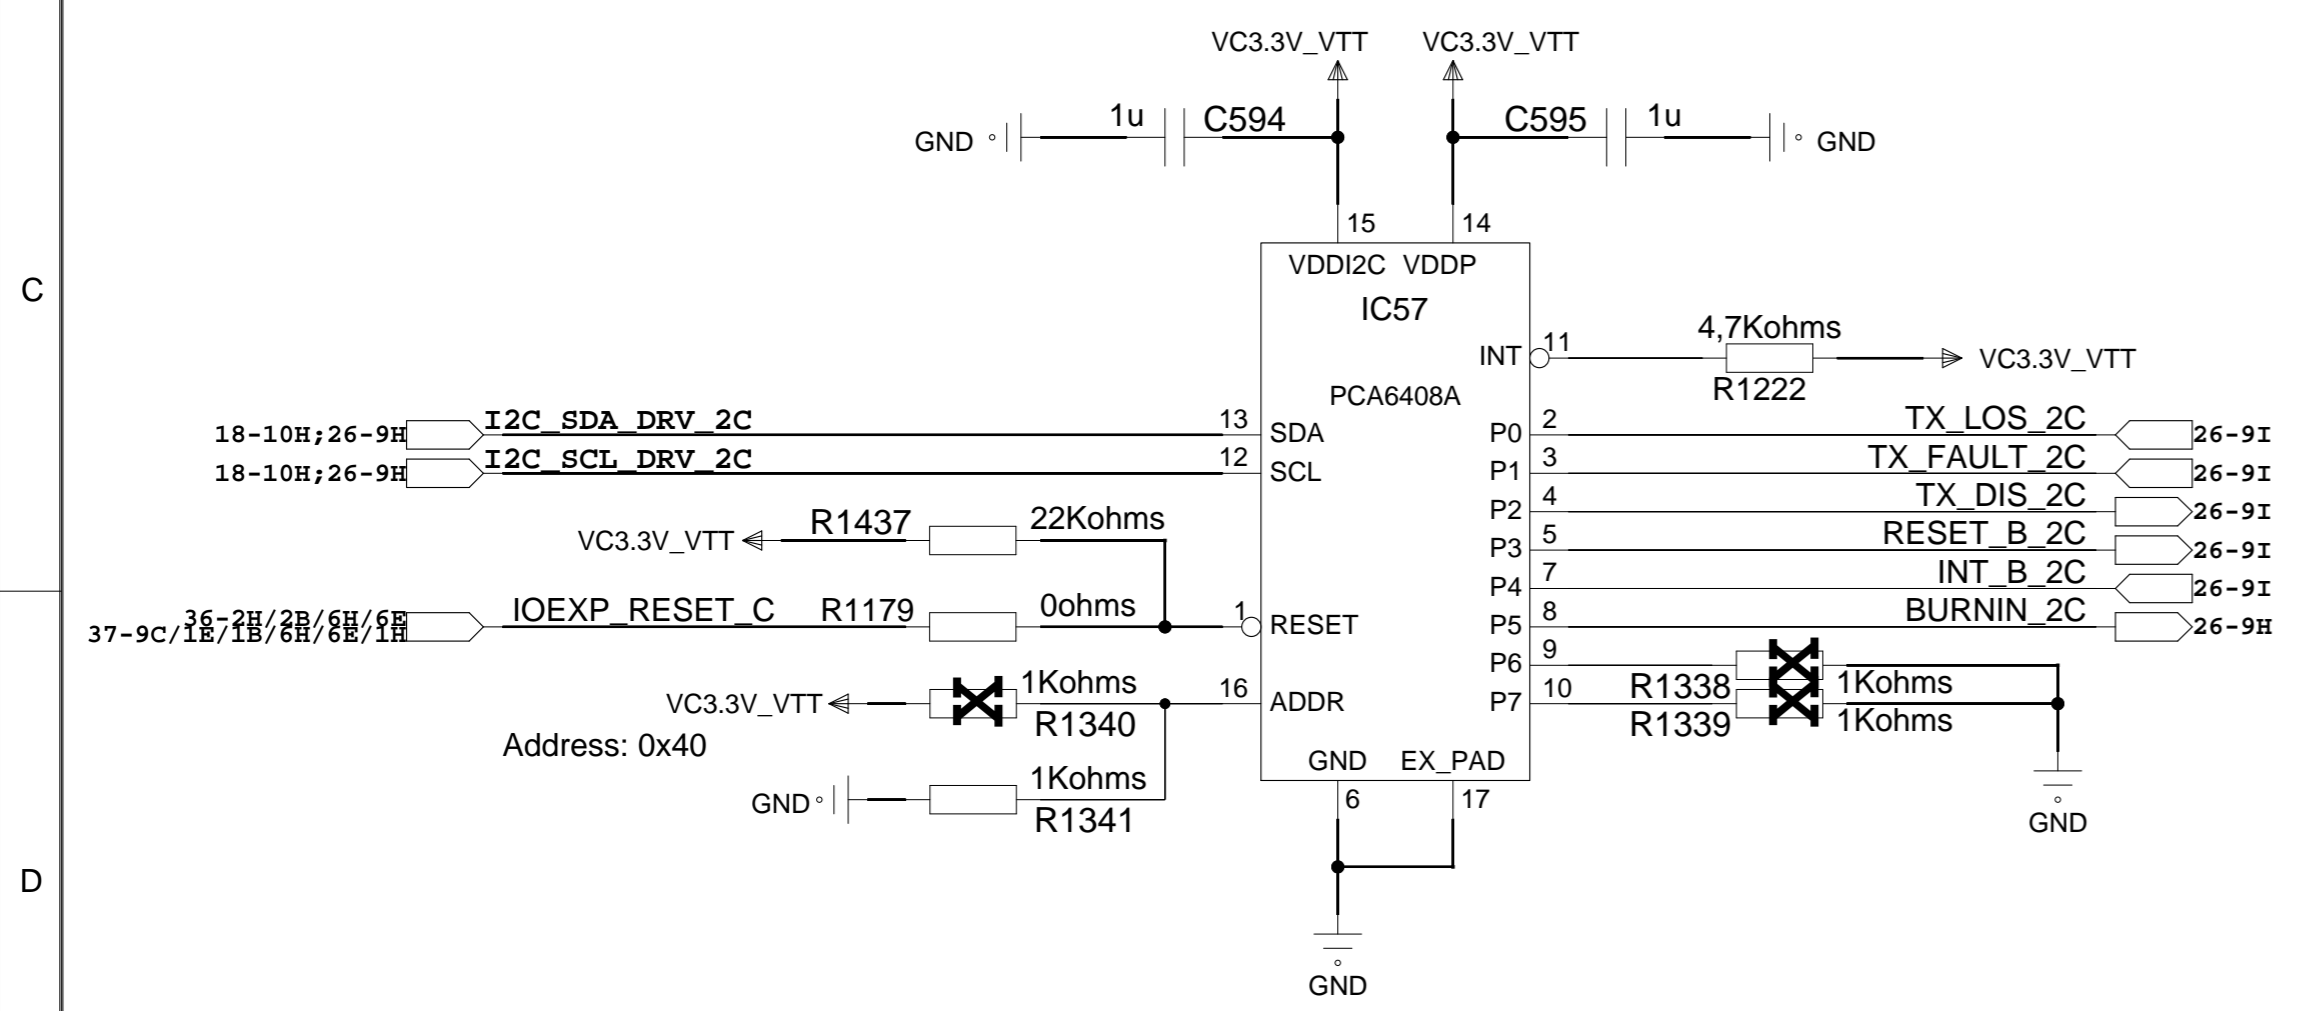 VC3.3V_VTT VC3.3V_VTT
1u C594 C595 1u
GND GND
15 14
VDDI2C VDDP
C
IC57
4,7Kohms
INT 11
VC3.3V_VTT
R1222
PCA6408A
I2C_SDA_DRV_2C 13 2 TX_LOS_2C
18-10H;26-9H SDA P0 26-9I
I2C_SCL_DRV_2C 12 3 TX_FAULT_2C
18-10H;26-9H SCL P1 26-9I
4 TX_DIS_2C
P2 26-9I
R1437 22Kohms
VC3.3V_VTT
5 RESET_B_2C
P3 26-9I
7 INT_B_2C
P4 26-9I
36-2H/2B/6H/6E
37-9C/1E/1B/6H/6E/1H
IOEXP_RESET_C R1179 0ohms 1 8 BURNIN_2C
RESET P5 26-9H
9
P6
R1338 1Kohms
VC3.3V_VTT 1Kohms 16 10
ADDR P7
R1340 R1339 1Kohms
Address: 0x40
GND EX_PAD
1Kohms
GND 6 17
R1341 GND
D
GND